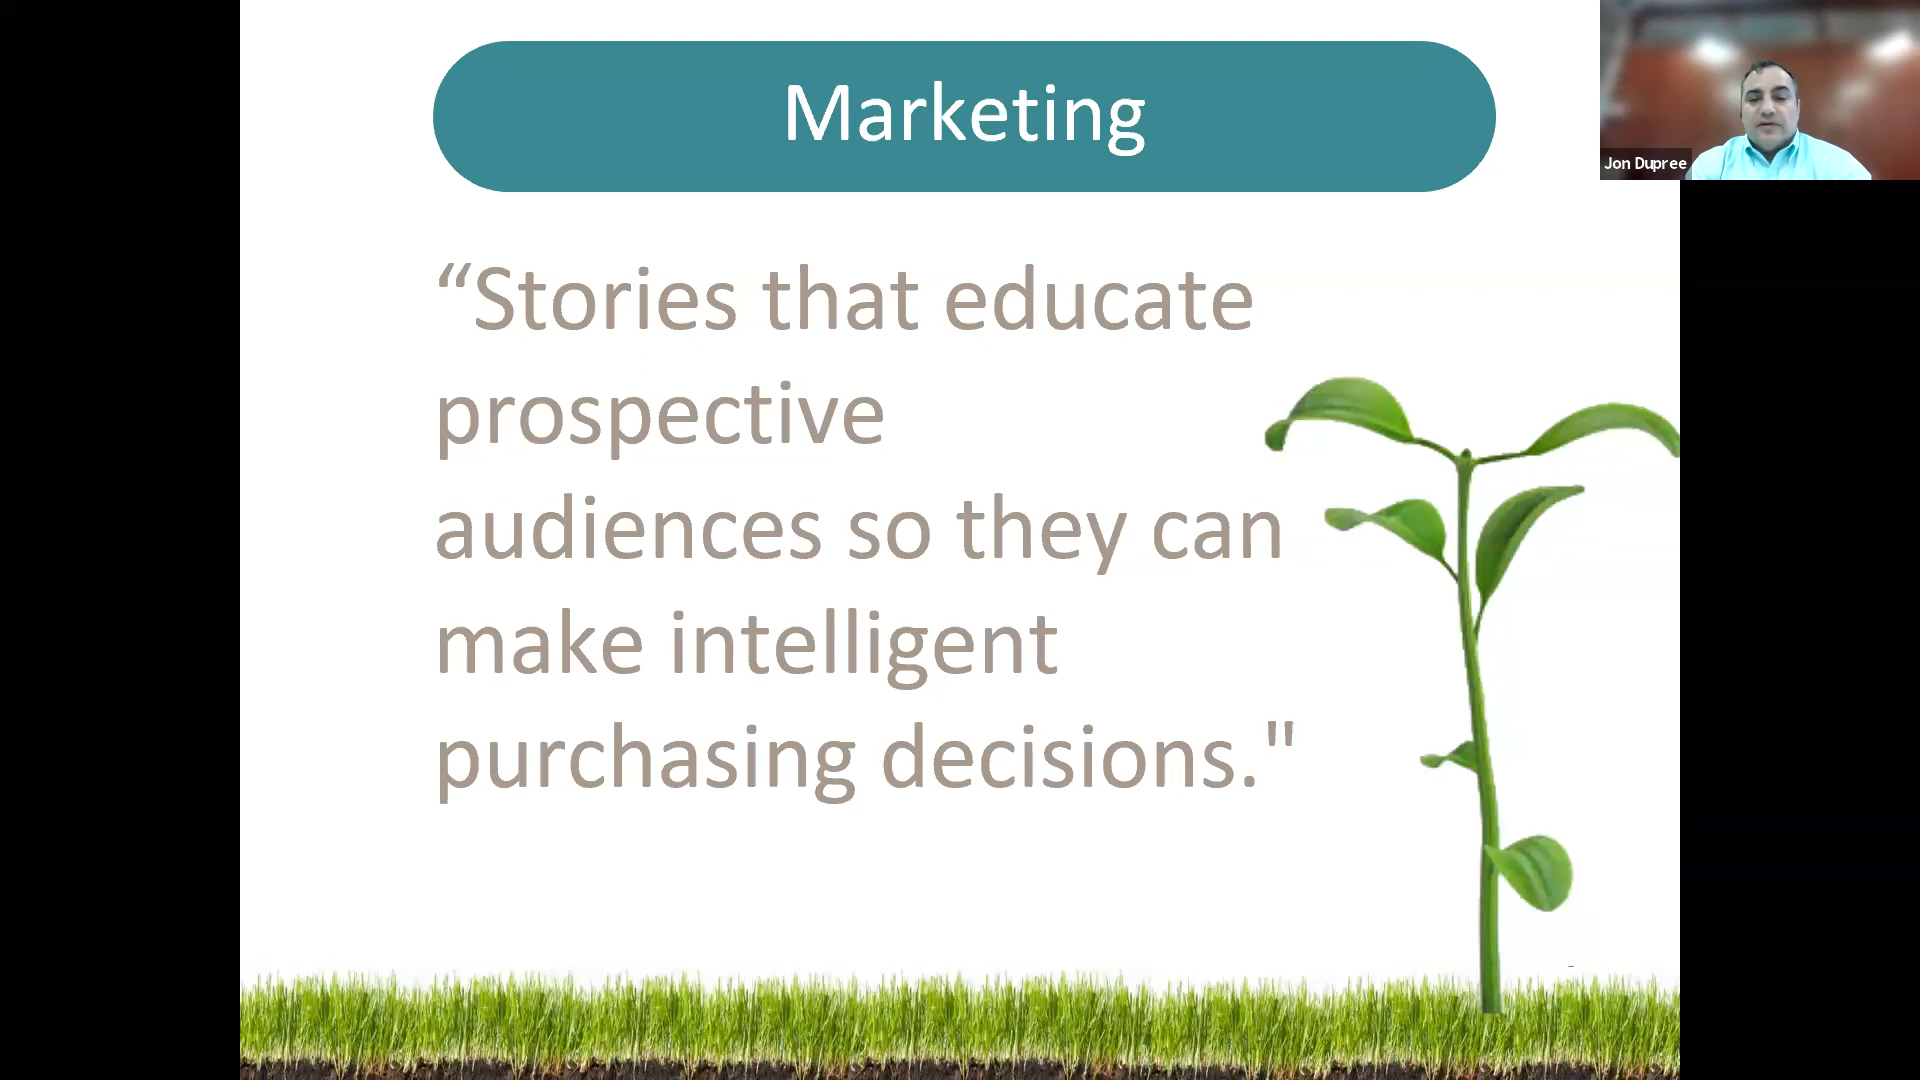 Marketing
Jon Dupree
“Stories that educate
prospective
audiences so they can
make intelligent
purchasing decisions."